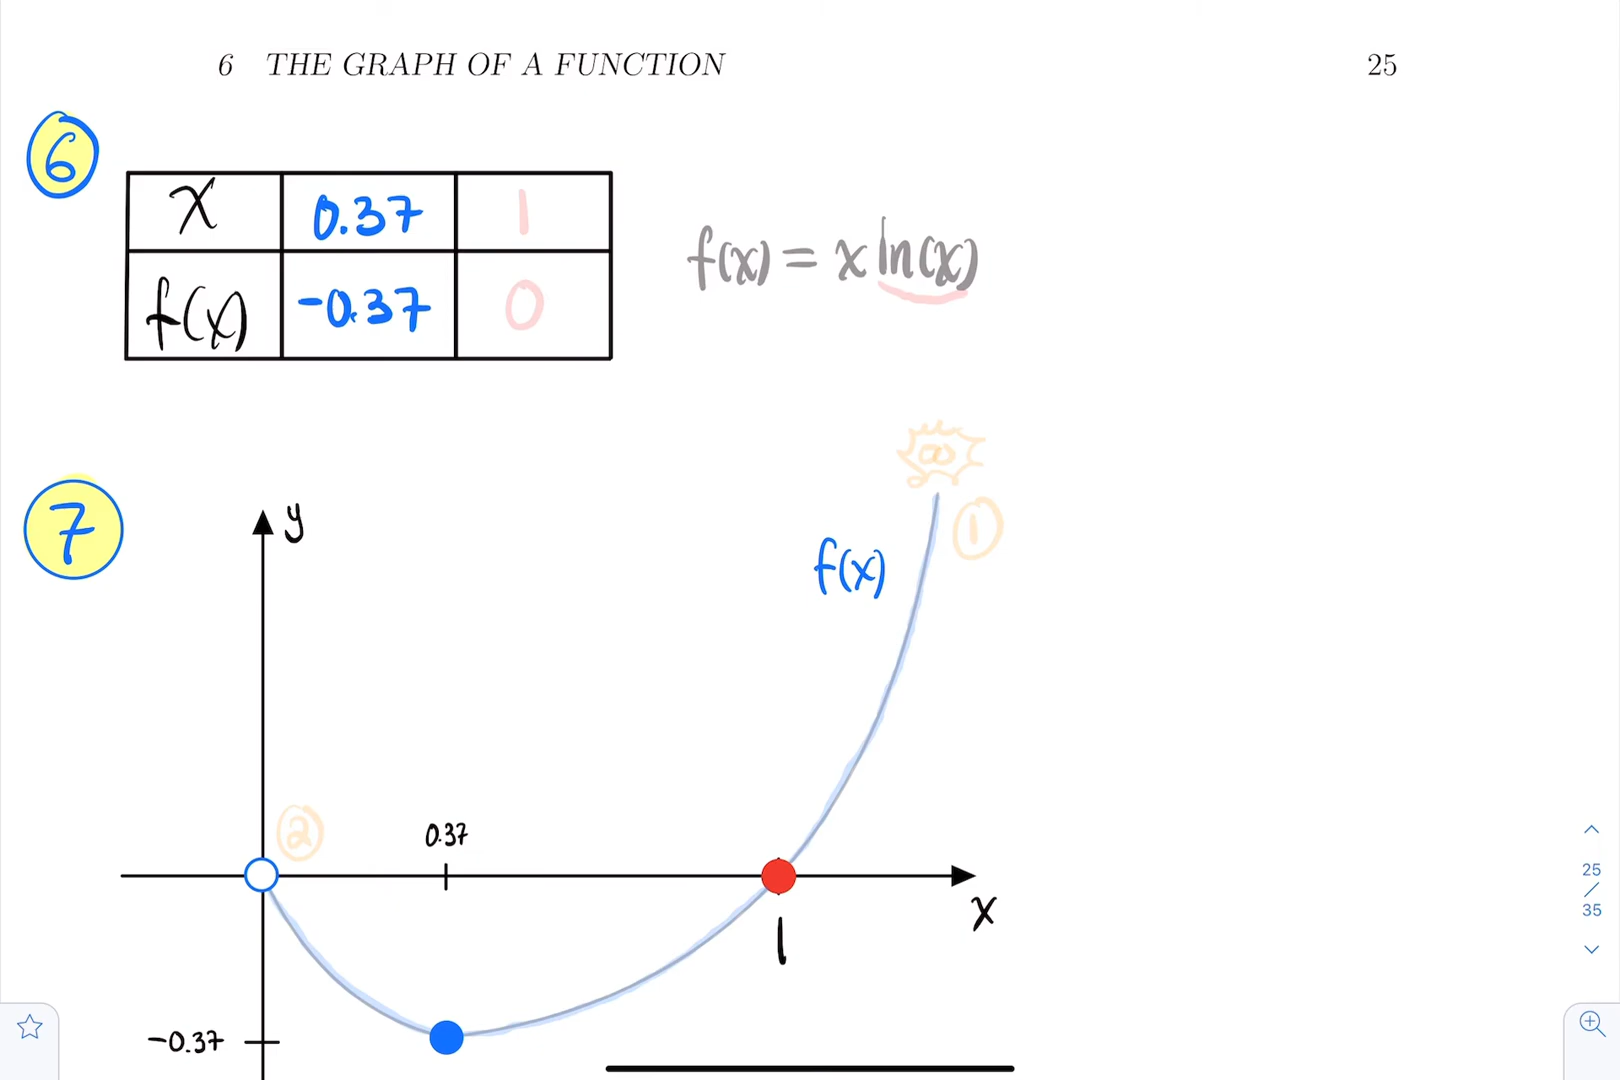 6 THE GRAPH OF A FUNCTION 25
6
x 0.37 1
f(x) -0.37 0
f(x) = x ln(x)
7
y
∞
1
f(x)
2
0.37
x
1
-0.37
25
/
35